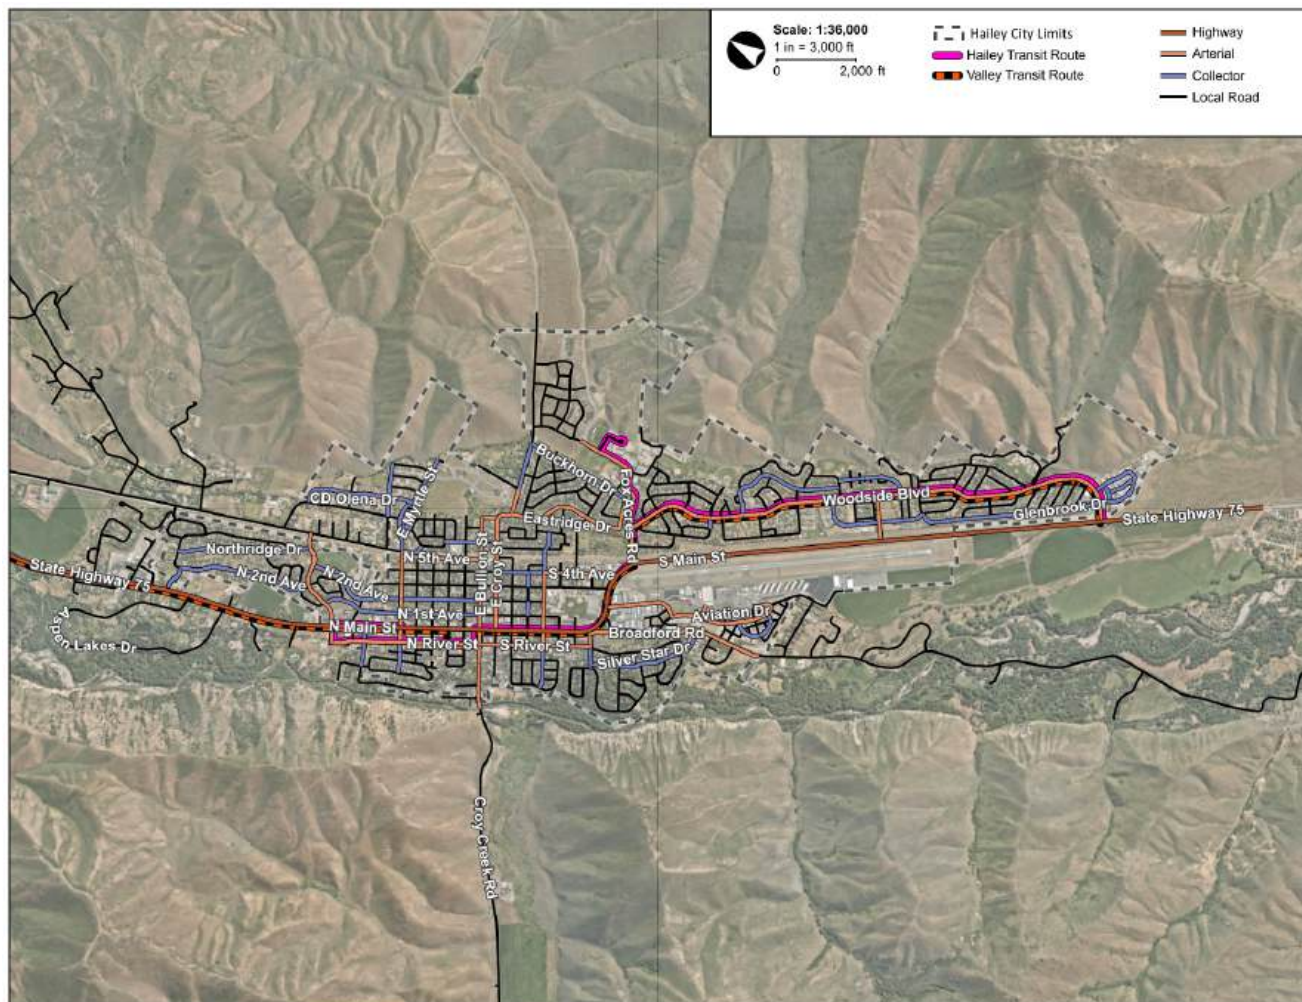 Scale: 1:36,000
1 in = 3,000 ft
0 2,000 ft
Hailey City Limits
Hailey Transit Route
Valley Transit Route
Highway
Arterial
Collector
Local Road
Buckhorn Dr
Fox Acres Rd
CD Olena Dr
E Myrtle St
Woodside Blvd
Glenbrook Dr
State Highway 75
Eastridge Dr
E Bullion St
E Croy St
Northridge Dr
N 5th Ave
S Main St
State Highway 75
N 2nd Ave
N 2nd Ave
S 4th Ave
N 1st Ave
Aviation Dr
Aspen Lakes Dr
N Main St
Broadford Rd
N River St
S River St
Silver Star Dr
Croy Creek Rd